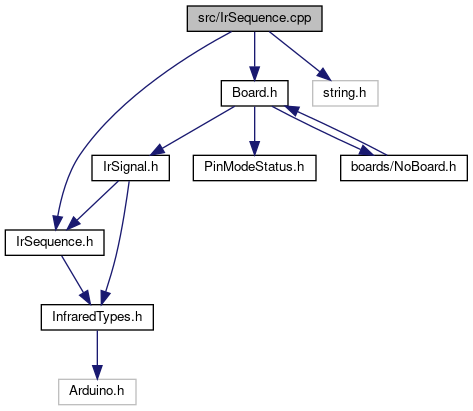 src/IrSequence.cpp
Board.h
string.h
IrSignal.h
PinModeStatus.h
boards/NoBoard.h
IrSequence.h
InfraredTypes.h
Arduino.h